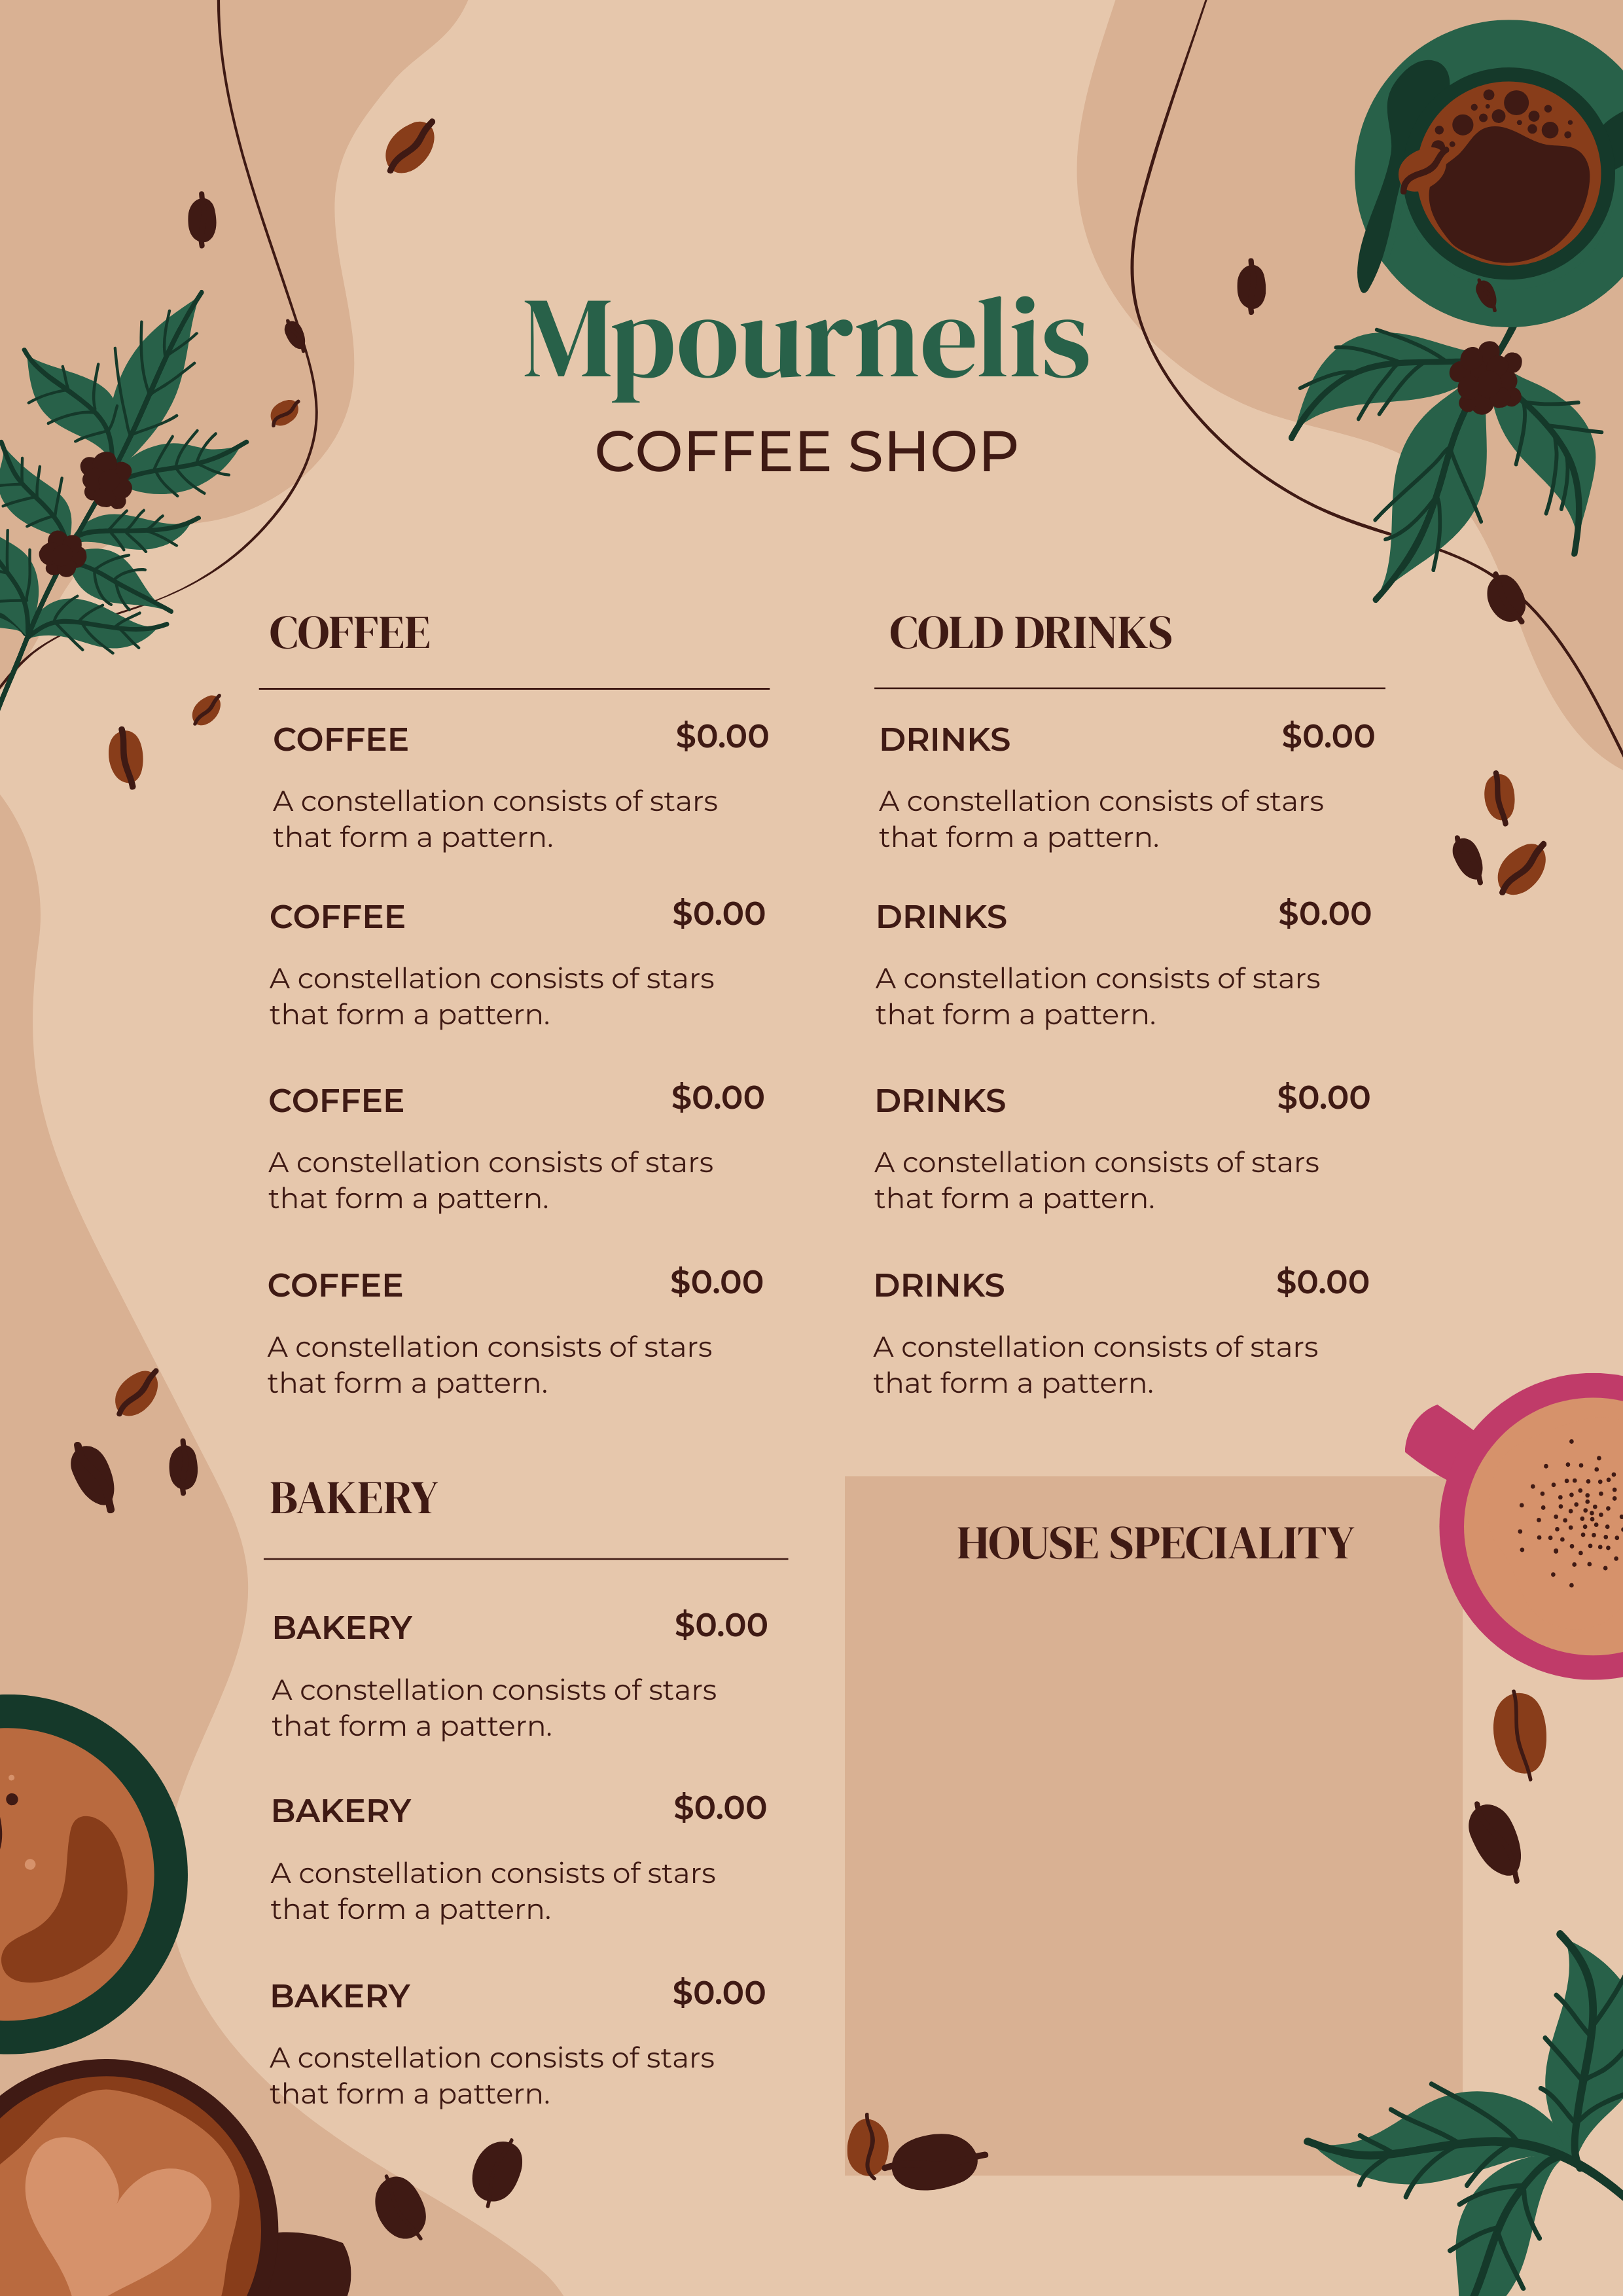 Mpournelis
COFFEE SHOP
COFFEE
COFFEE $0.00
A constellation consists of stars
that form a pattern.
COFFEE $0.00
A constellation consists of stars
that form a pattern.
COFFEE $0.00
A constellation consists of stars
that form a pattern.
COFFEE $0.00
A constellation consists of stars
that form a pattern.
COLD DRINKS
DRINKS $0.00
A constellation consists of stars
that form a pattern.
DRINKS $0.00
A constellation consists of stars
that form a pattern.
DRINKS $0.00
A constellation consists of stars
that form a pattern.
DRINKS $0.00
A constellation consists of stars
that form a pattern.
BAKERY
BAKERY $0.00
A constellation consists of stars
that form a pattern.
BAKERY $0.00
A constellation consists of stars
that form a pattern.
BAKERY $0.00
A constellation consists of stars
that form a pattern.
HOUSE SPECIALITY